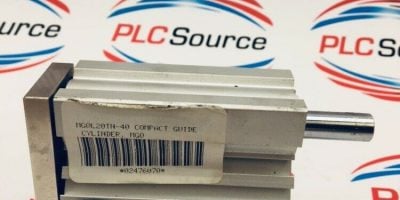 PLCSource
PLCSource
MGQL20TN-40 COMPACT GUIDE
CYLINDER, MGQ
*02476070*